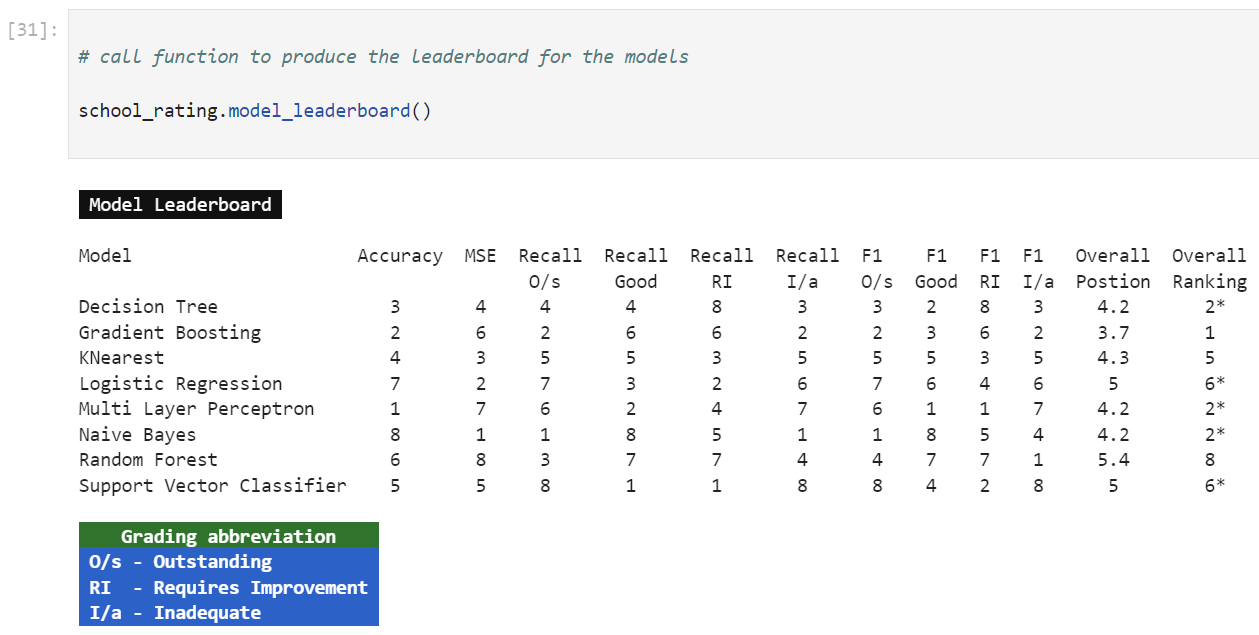 [31]:
# call function to produce the leaderboard for the models
school_rating.model_leaderboard()
Model Leaderboard
Model Accuracy MSE Recall Recall Recall Recall F1 F1 F1 F1 Overall Overall
O/s Good RI I/a O/s Good RI I/a Postion Ranking
Decision Tree 3 4 4 4 8 3 3 2 8 3 4.2 2*
Gradient Boosting 2 6 2 6 6 2 2 3 6 2 3.7 1
KNearest 4 3 5 5 3 5 5 5 3 5 4.3 5
Logistic Regression 7 2 7 3 2 6 7 6 4 6 5 6*
Multi Layer Perceptron 1 7 6 2 4 7 6 1 1 7 4.2 2*
Naive Bayes 8 1 1 8 5 1 1 8 5 4 4.2 2*
Random Forest 6 8 3 7 7 4 4 7 7 1 5.4 8
Support Vector Classifier 5 5 8 1 1 8 8 4 2 8 5 6*
Grading abbreviation
O/s - Outstanding
RI - Requires Improvement
I/a - Inadequate